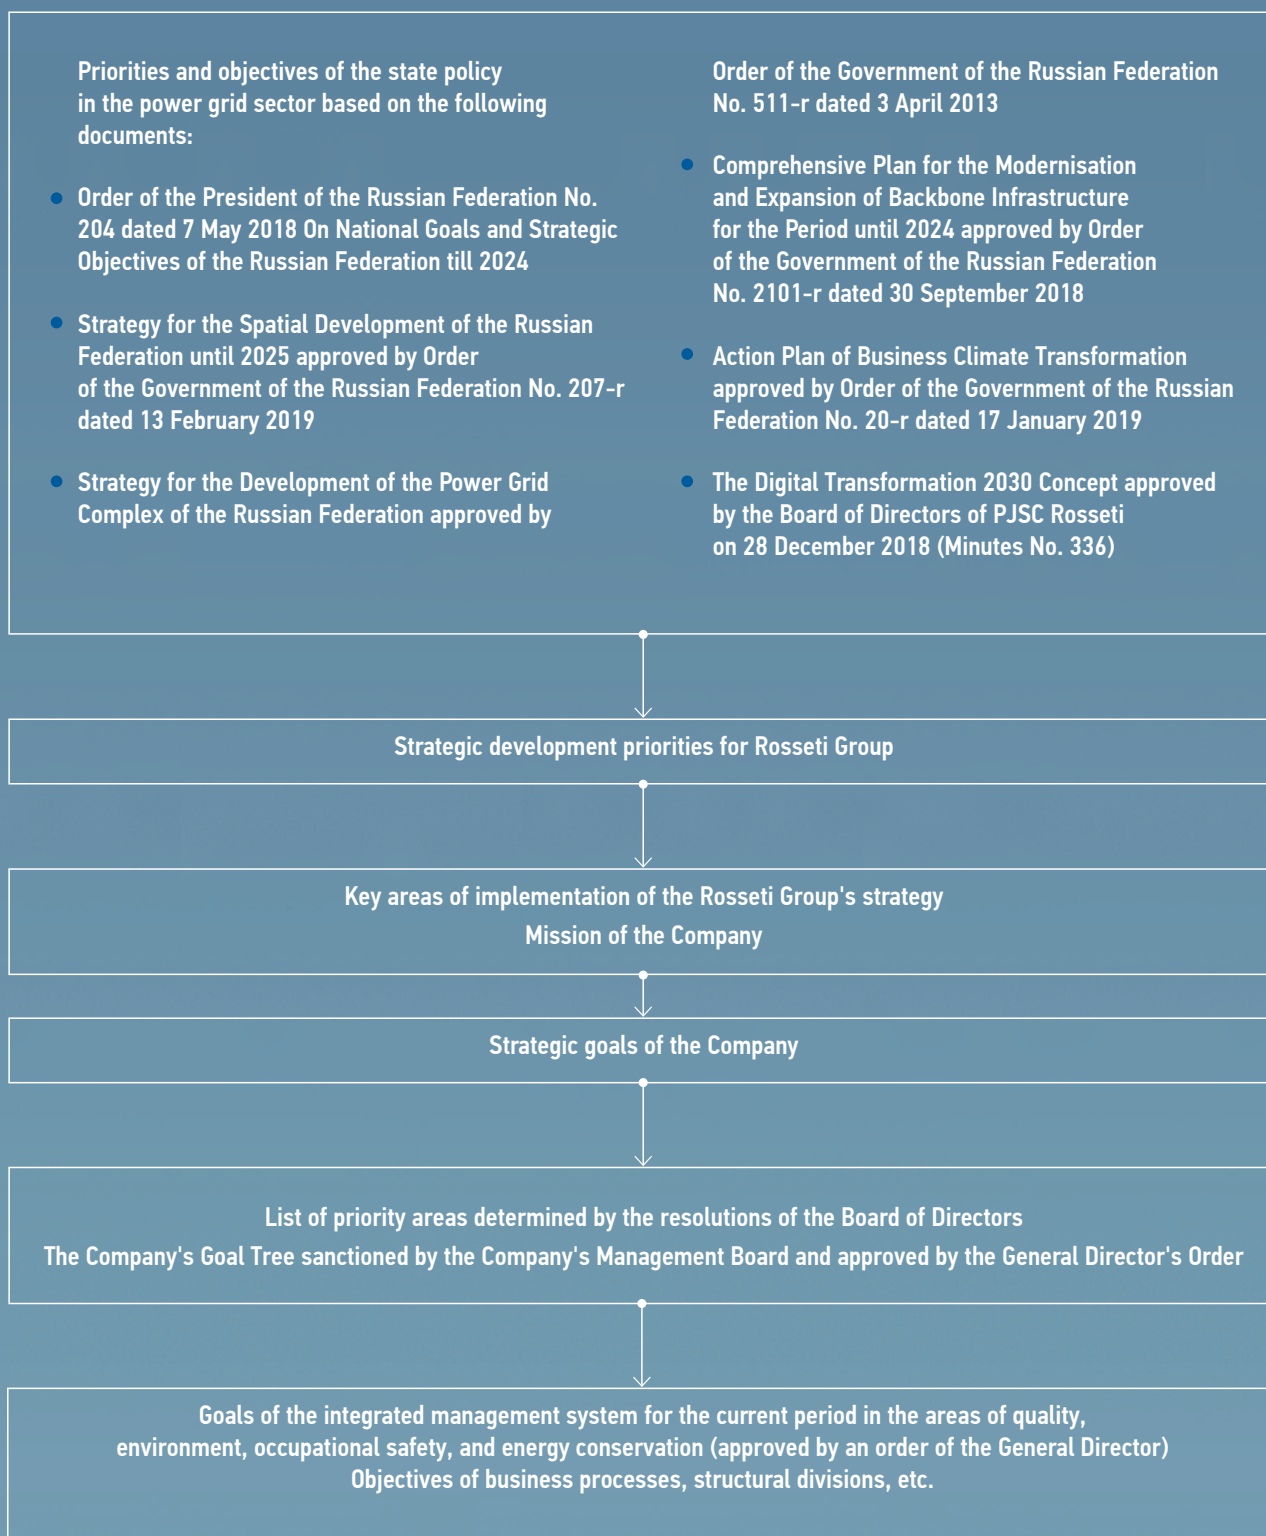 Priorities and objectives of the state policy
in the power grid sector based on the following
documents:
Order of the President of the Russian Federation No.
204 dated 7 May 2018 On National Goals and Strategic
Objectives of the Russian Federation till 2024
Strategy for the Spatial Development of the Russian
Federation until 2025 approved by Order
of the Government of the Russian Federation No. 207-r
dated 13 February 2019
Strategy for the Development of the Power Grid
Complex of the Russian Federation approved by
Order of the Government of the Russian Federation
No. 511-r dated 3 April 2013
Comprehensive Plan for the Modernisation
and Expansion of Backbone Infrastructure
for the Period until 2024 approved by Order
of the Government of the Russian Federation
No. 2101-r dated 30 September 2018
Action Plan of Business Climate Transformation
approved by Order of the Government of the Russian
Federation No. 20-r dated 17 January 2019
The Digital Transformation 2030 Concept approved
by the Board of Directors of PJSC Rosseti
on 28 December 2018 (Minutes No. 336)
Strategic development priorities for Rosseti Group
Key areas of implementation of the Rosseti Group's strategy
Mission of the Company
Strategic goals of the Company
List of priority areas determined by the resolutions of the Board of Directors
The Company's Goal Tree sanctioned by the Company's Management Board and approved by the General Director's Order
Goals of the integrated management system for the current period in the areas of quality,
environment, occupational safety, and energy conservation (approved by an order of the General Director)
Objectives of business processes, structural divisions, etc.